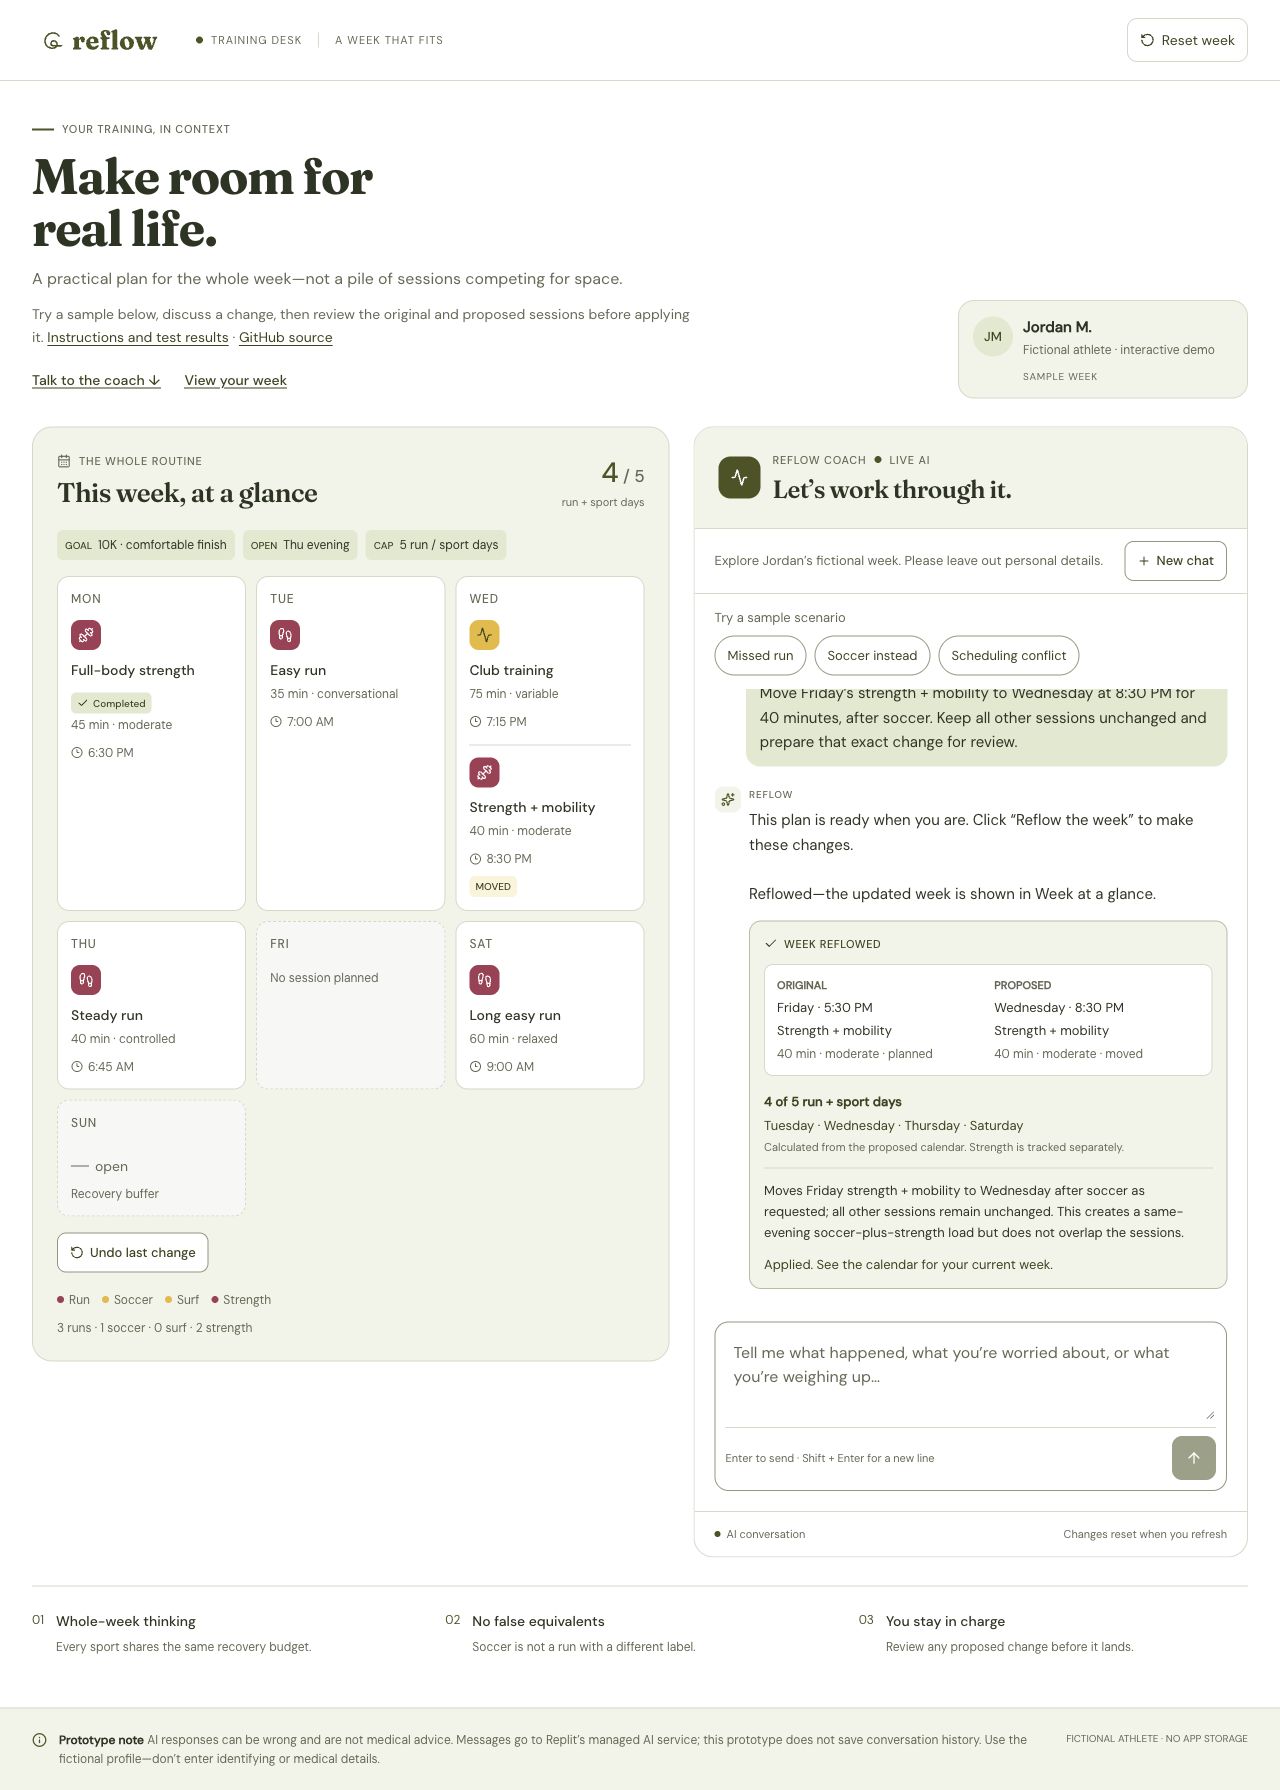 reflow
TRAINING DESK
A WEEK THAT FITS
Reset week
YOUR TRAINING, IN CONTEXT
Make room for
real life.
A practical plan for the whole week—not a pile of sessions competing for space.
Try a sample below, discuss a change, then review the original and proposed sessions before applying
it. Instructions and test results · GitHub source
Talk to the coach ↓
View your week
JM
Jordan M.
Fictional athlete · interactive demo
SAMPLE WEEK
THE WHOLE ROUTINE
This week, at a glance
4 / 5
run + sport days
GOAL 10K · comfortable finish
OPEN Thu evening
CAP 5 run / sport days
MON
Full-body strength
Completed
45 min · moderate
6:30 PM
TUE
Easy run
35 min · conversational
7:00 AM
WED
Club training
75 min · variable
7:15 PM
Strength + mobility
40 min · moderate
8:30 PM
MOVED
THU
Steady run
40 min · controlled
6:45 AM
FRI
No session planned
SAT
Long easy run
60 min · relaxed
9:00 AM
SUN
— open
Recovery buffer
Undo last change
Run
Soccer
Surf
Strength
3 runs · 1 soccer · 0 surf · 2 strength
REFLOW COACH ● LIVE AI
Let’s work through it.
Explore Jordan’s fictional week. Please leave out personal details.
New chat
Try a sample scenario
Missed run
Soccer instead
Scheduling conflict
Move Friday’s strength + mobility to Wednesday at 8:30 PM for
40 minutes, after soccer. Keep all other sessions unchanged and
prepare that exact change for review.
REFLOW
This plan is ready when you are. Click “Reflow the week” to make
these changes.
Reflowed—the updated week is shown in Week at a glance.
WEEK REFLOWED
ORIGINAL
Friday · 5:30 PM
Strength + mobility
40 min · moderate · planned
PROPOSED
Wednesday · 8:30 PM
Strength + mobility
40 min · moderate · moved
4 of 5 run + sport days
Tuesday · Wednesday · Thursday · Saturday
Calculated from the proposed calendar. Strength is tracked separately.
Moves Friday strength + mobility to Wednesday after soccer as
requested; all other sessions remain unchanged. This creates a same-
evening soccer-plus-strength load but does not overlap the sessions.
Applied. See the calendar for your current week.
Tell me what happened, what you’re worried about, or what
you’re weighing up…
Enter to send · Shift + Enter for a new line
AI conversation
Changes reset when you refresh
01 Whole-week thinking
Every sport shares the same recovery budget.
02 No false equivalents
Soccer is not a run with a different label.
03 You stay in charge
Review any proposed change before it lands.
Prototype note AI responses can be wrong and are not medical advice. Messages go to Replit’s managed AI service; this prototype does not save conversation history. Use the
fictional profile—don’t enter identifying or medical details.
FICTIONAL ATHLETE · NO APP STORAGE